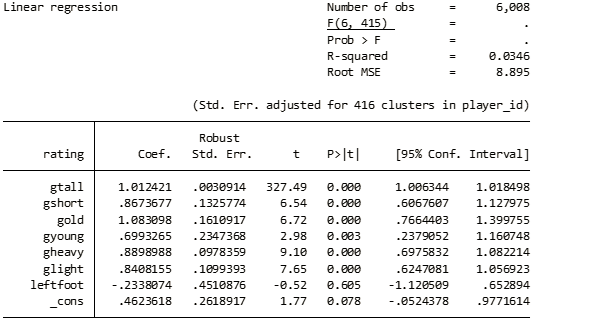 Linear regression Number of obs = 6,008
F(6, 415) = .
Prob > F = .
R-squared = 0.0346
Root MSE = 8.895
(Std. Err. adjusted for 416 clusters in player_id)
Robust
rating Coef. Std. Err. t P>|t| [95% Conf. Interval]
gtall 1.012421 .0030914 327.49 0.000 1.006344 1.018498
gshort .8673677 .1325774 6.54 0.000 .6067607 1.127975
gold 1.083098 .1610917 6.72 0.000 .7664403 1.399755
gyoung .6993265 .2347368 2.98 0.003 .2379052 1.160748
gheavy .8898988 .0978359 9.10 0.000 .6975832 1.082214
glight .8408155 .1099393 7.65 0.000 .6247081 1.056923
leftfoot -.2338074 .4510876 -0.52 0.605 -1.120509 .652894
_cons .4623618 .2618917 1.77 0.078 -.0524378 .9771614